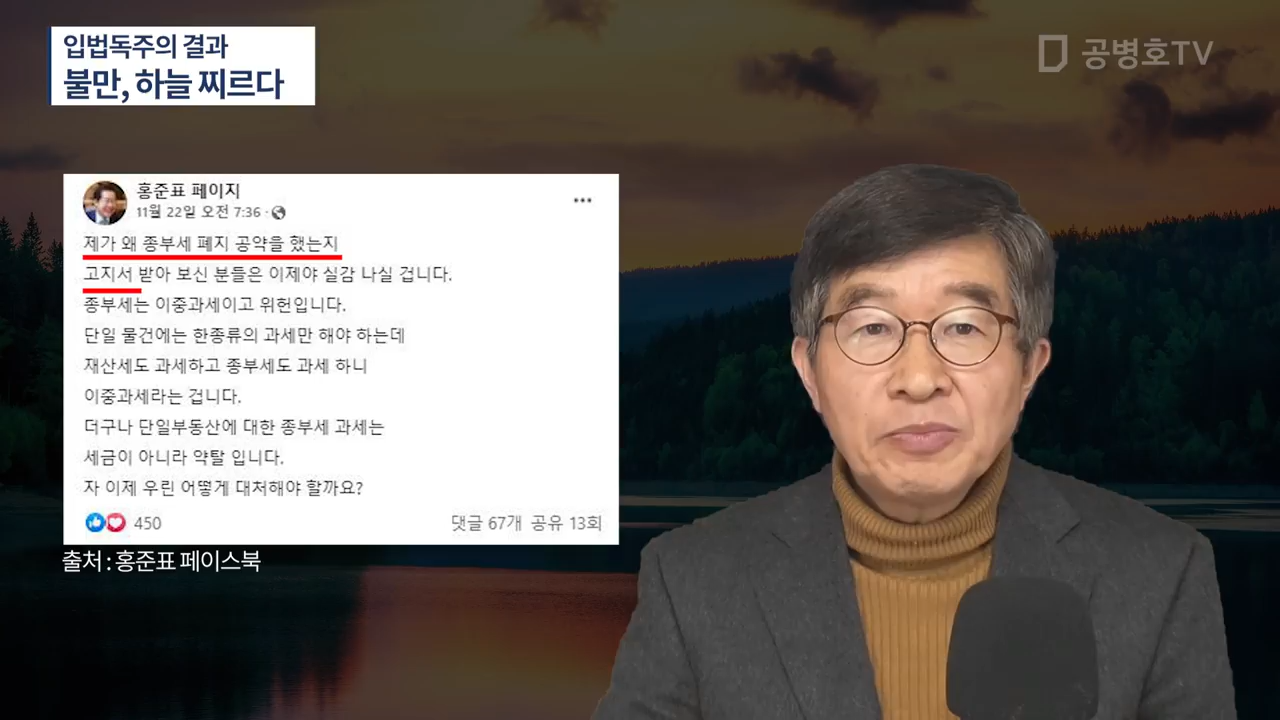 입법독주의 결과
불만, 하늘 찌르다
공병호TV
홍준표 페이지
11월 22일 오전 7:36 ·
제가 왜 종부세 폐지 공약을 했는지
고지서 받아 보신 분들은 이제야 실감 나실 겁니다.
종부세는 이중과세이고 위헌입니다.
단일 물건에는 한종류의 과세만 해야 하는데
재산세도 과세하고 종부세도 과세 하니
이중과세라는 겁니다.
더구나 단일부동산에 대한 종부세 과세는
세금이 아니라 약탈 입니다.
자 이제 우린 어떻게 대처해야 할까요?
450
댓글 67개 공유 13회
출처 : 홍준표 페이스북